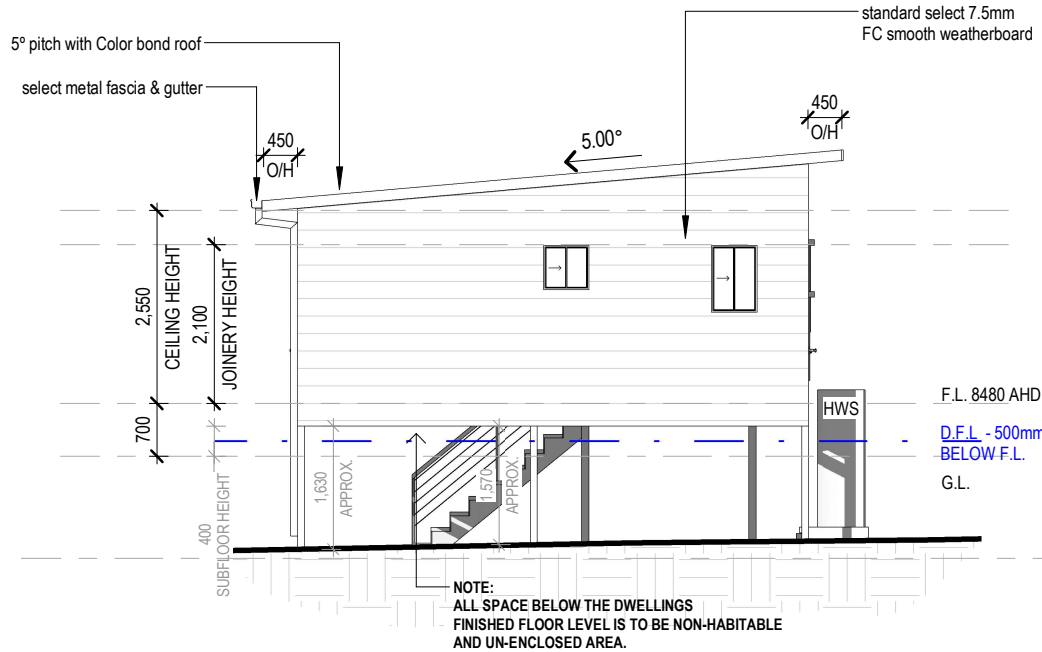 standard select 7.5mm
FC smooth weatherboard
5º pitch with Color bond roof
select metal fascia & gutter
450
O/H
5.00°
450
O/H
2,550
CEILING HEIGHT
2,100
JOINERY HEIGHT
700
400
SUBFLOOR HEIGHT
1,630
APPROX.
1,570
APPROX.
HWS
F.L. 8480 AHD
D.F.L - 500mm
BELOW F.L.
G.L.
NOTE:
ALL SPACE BELOW THE DWELLINGS
FINISHED FLOOR LEVEL IS TO BE NON-HABITABLE
AND UN-ENCLOSED AREA.